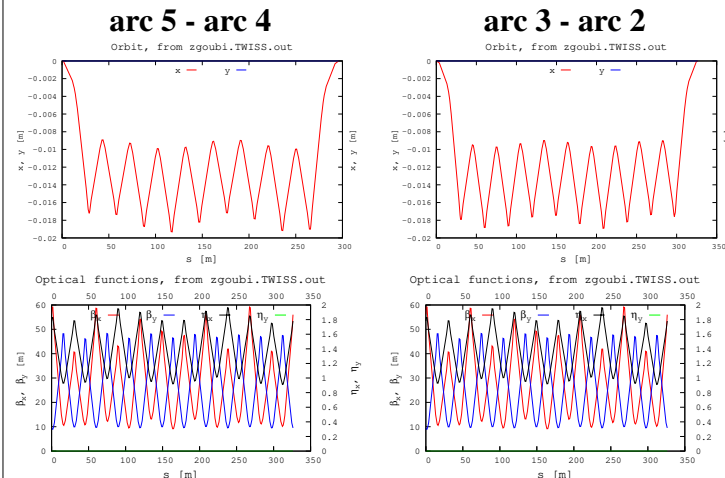 arc 5 - arc 4
Orbit, from zgoubi.TWISS.out
x y
0
-0.002
-0.004
-0.006
-0.008
-0.01
-0.012
-0.014
-0.016
-0.018
-0.02
x, y [m]
x, y [m]
0 50 100 150 200 250 300
s [m]
Optical functions, from zgoubi.TWISS.out
0 50 100 150 200 250 300 350
βx βy ηx ηy
60
50
40
30
20
10
0
βx, βy [m]
2
1.8
1.6
1.4
1.2
1
0.8
0.6
0.4
0.2
0
ηx, ηy
0 50 100 150 200 250 300 350
s [m]
arc 3 - arc 2
Orbit, from zgoubi.TWISS.out
x y
0
-0.002
-0.004
-0.006
-0.008
-0.01
-0.012
-0.014
-0.016
-0.018
-0.02
x, y [m]
0 50 100 150 200 250 300 350
s [m]
Optical functions, from zgoubi.TWISS.out
0 50 100 150 200 250 300 350
βx βy ηx ηy
60
50
40
30
20
10
0
βx, βy [m]
2
1.8
1.6
1.4
1.2
1
0.8
0.6
0.4
0.2
0
ηx, ηy
0 50 100 150 200 250 300 350
s [m]